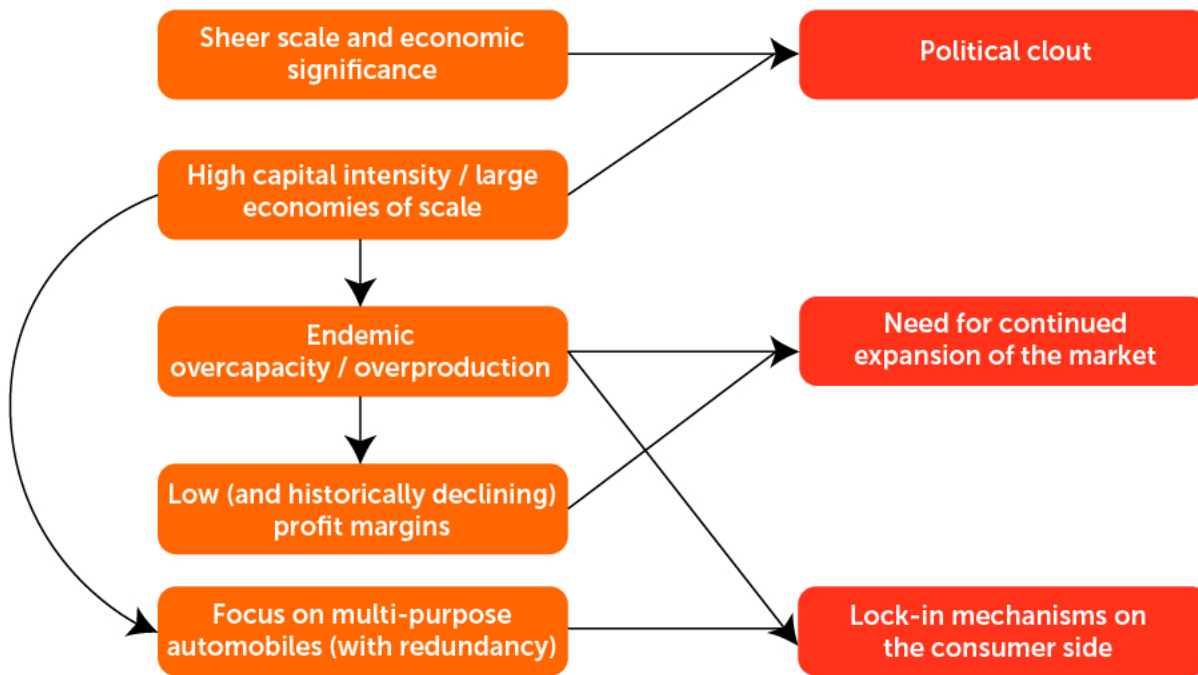 Sheer scale and economic
significance
Political clout
High capital intensity / large
economies of scale
Endemic
overcapacity / overproduction
Need for continued
expansion of the market
Low (and historically declining)
profit margins
Focus on multi-purpose
automobiles (with redundancy)
Lock-in mechanisms on
the consumer side